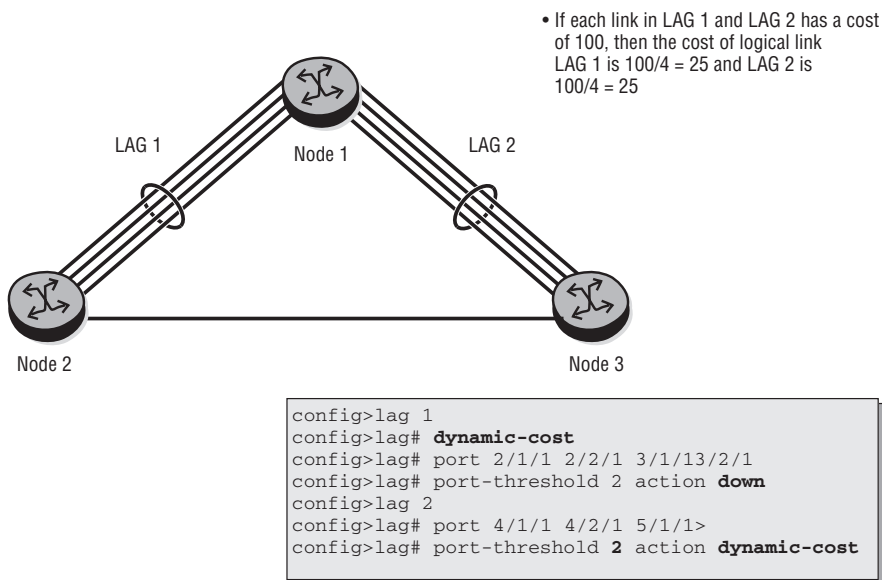 • If each link in LAG 1 and LAG 2 has a cost
of 100, then the cost of logical link
LAG 1 is 100/4 = 25 and LAG 2 is
100/4 = 25
LAG 1
Node 1
LAG 2
Node 2
Node 3
config>lag 1
config>lag# dynamic-cost
config>lag# port 2/1/1 2/2/1 3/1/13/2/1
config>lag# port-threshold 2 action down
config>lag 2
config>lag# port 4/1/1 4/2/1 5/1/1>
config>lag# port-threshold 2 action dynamic-cost